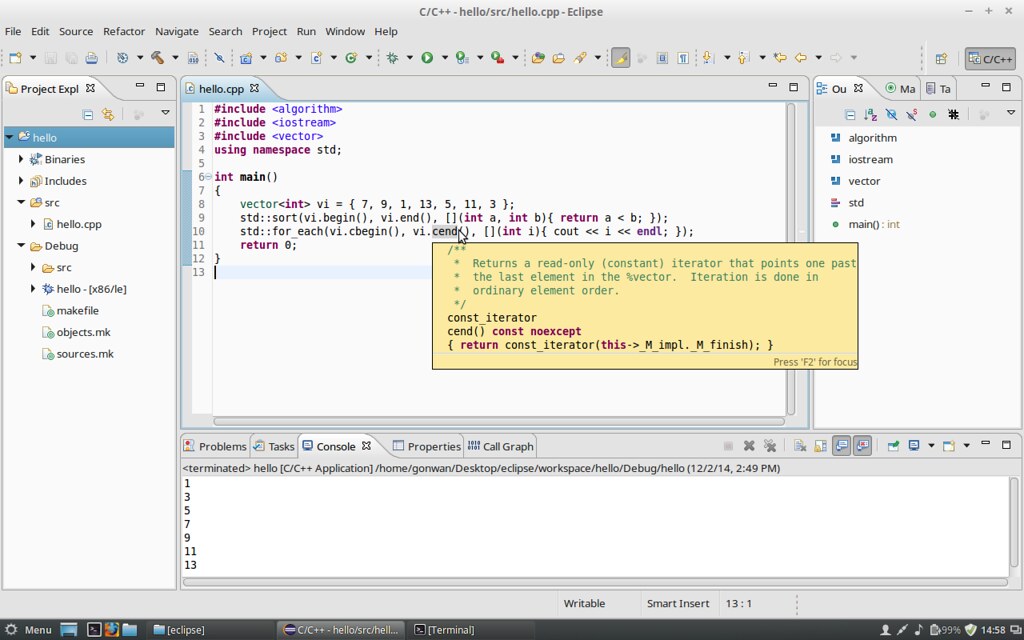 C/C++ - hello/src/hello.cpp - Eclipse
File Edit Source Refactor Navigate Search Project Run Window Help
C/C++
Project Expl
hello
Binaries
Includes
src
hello.cpp
Debug
src
hello - [x86/le]
makefile
objects.mk
sources.mk
hello.cpp
1 #include <algorithm>
2 #include <iostream>
3 #include <vector>
4 using namespace std;
5
6 int main()
7 {
8 vector<int> vi = { 7, 9, 1, 13, 5, 11, 3 };
9 std::sort(vi.begin(), vi.end(), [](int a, int b){ return a < b; });
10 std::for_each(vi.cbegin(), vi.cend(), [](int i){ cout << i << endl; });
11 return 0;
12 }
13
/**
* Returns a read-only (constant) iterator that points one past
* the last element in the %vector. Iteration is done in
* ordinary element order.
*/
const_iterator
cend() const noexcept
{ return const_iterator(this->_M_impl._M_finish); }
Press 'F2' for focus
Ou Ma Ta
algorithm
iostream
vector
std
main() : int
Problems Tasks Console Properties Call Graph
<terminated> hello [C/C++ Application] /home/gonwan/Desktop/eclipse/workspace/hello/Debug/hello (12/2/14, 2:49 PM)
1
3
5
7
9
11
13
Writable Smart Insert 13 : 1
Menu [eclipse] C/C++ - hello/src/hell... [Terminal] 99% 14:58